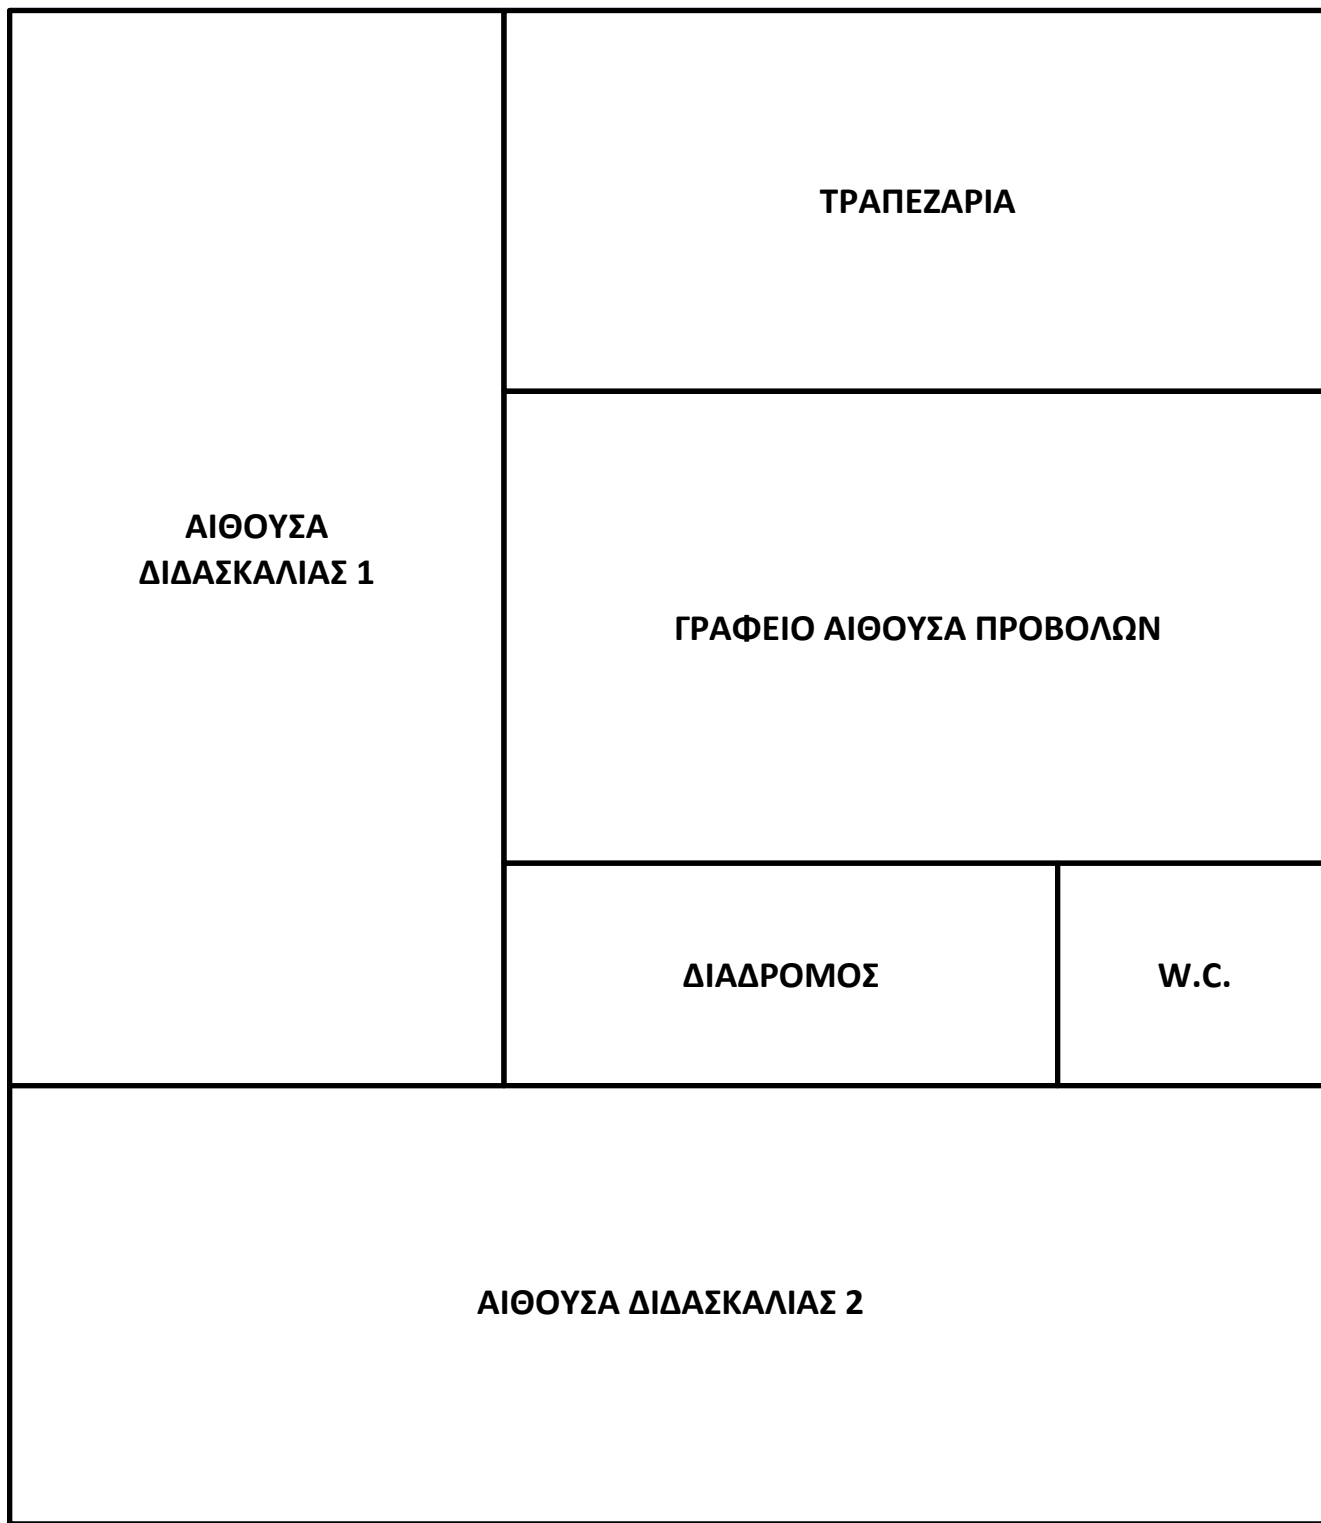 ΤΡΑΠΕΖΑΡΙΑ
ΑΙΘΟΥΣΑ
ΔΙΔΑΣΚΑΛΙΑΣ 1
ΓΡΑΦΕΙΟ ΑΙΘΟΥΣΑ ΠΡΟΒΟΛΩΝ
ΔΙΑΔΡΟΜΟΣ
W.C.
ΑΙΘΟΥΣΑ ΔΙΔΑΣΚΑΛΙΑΣ 2